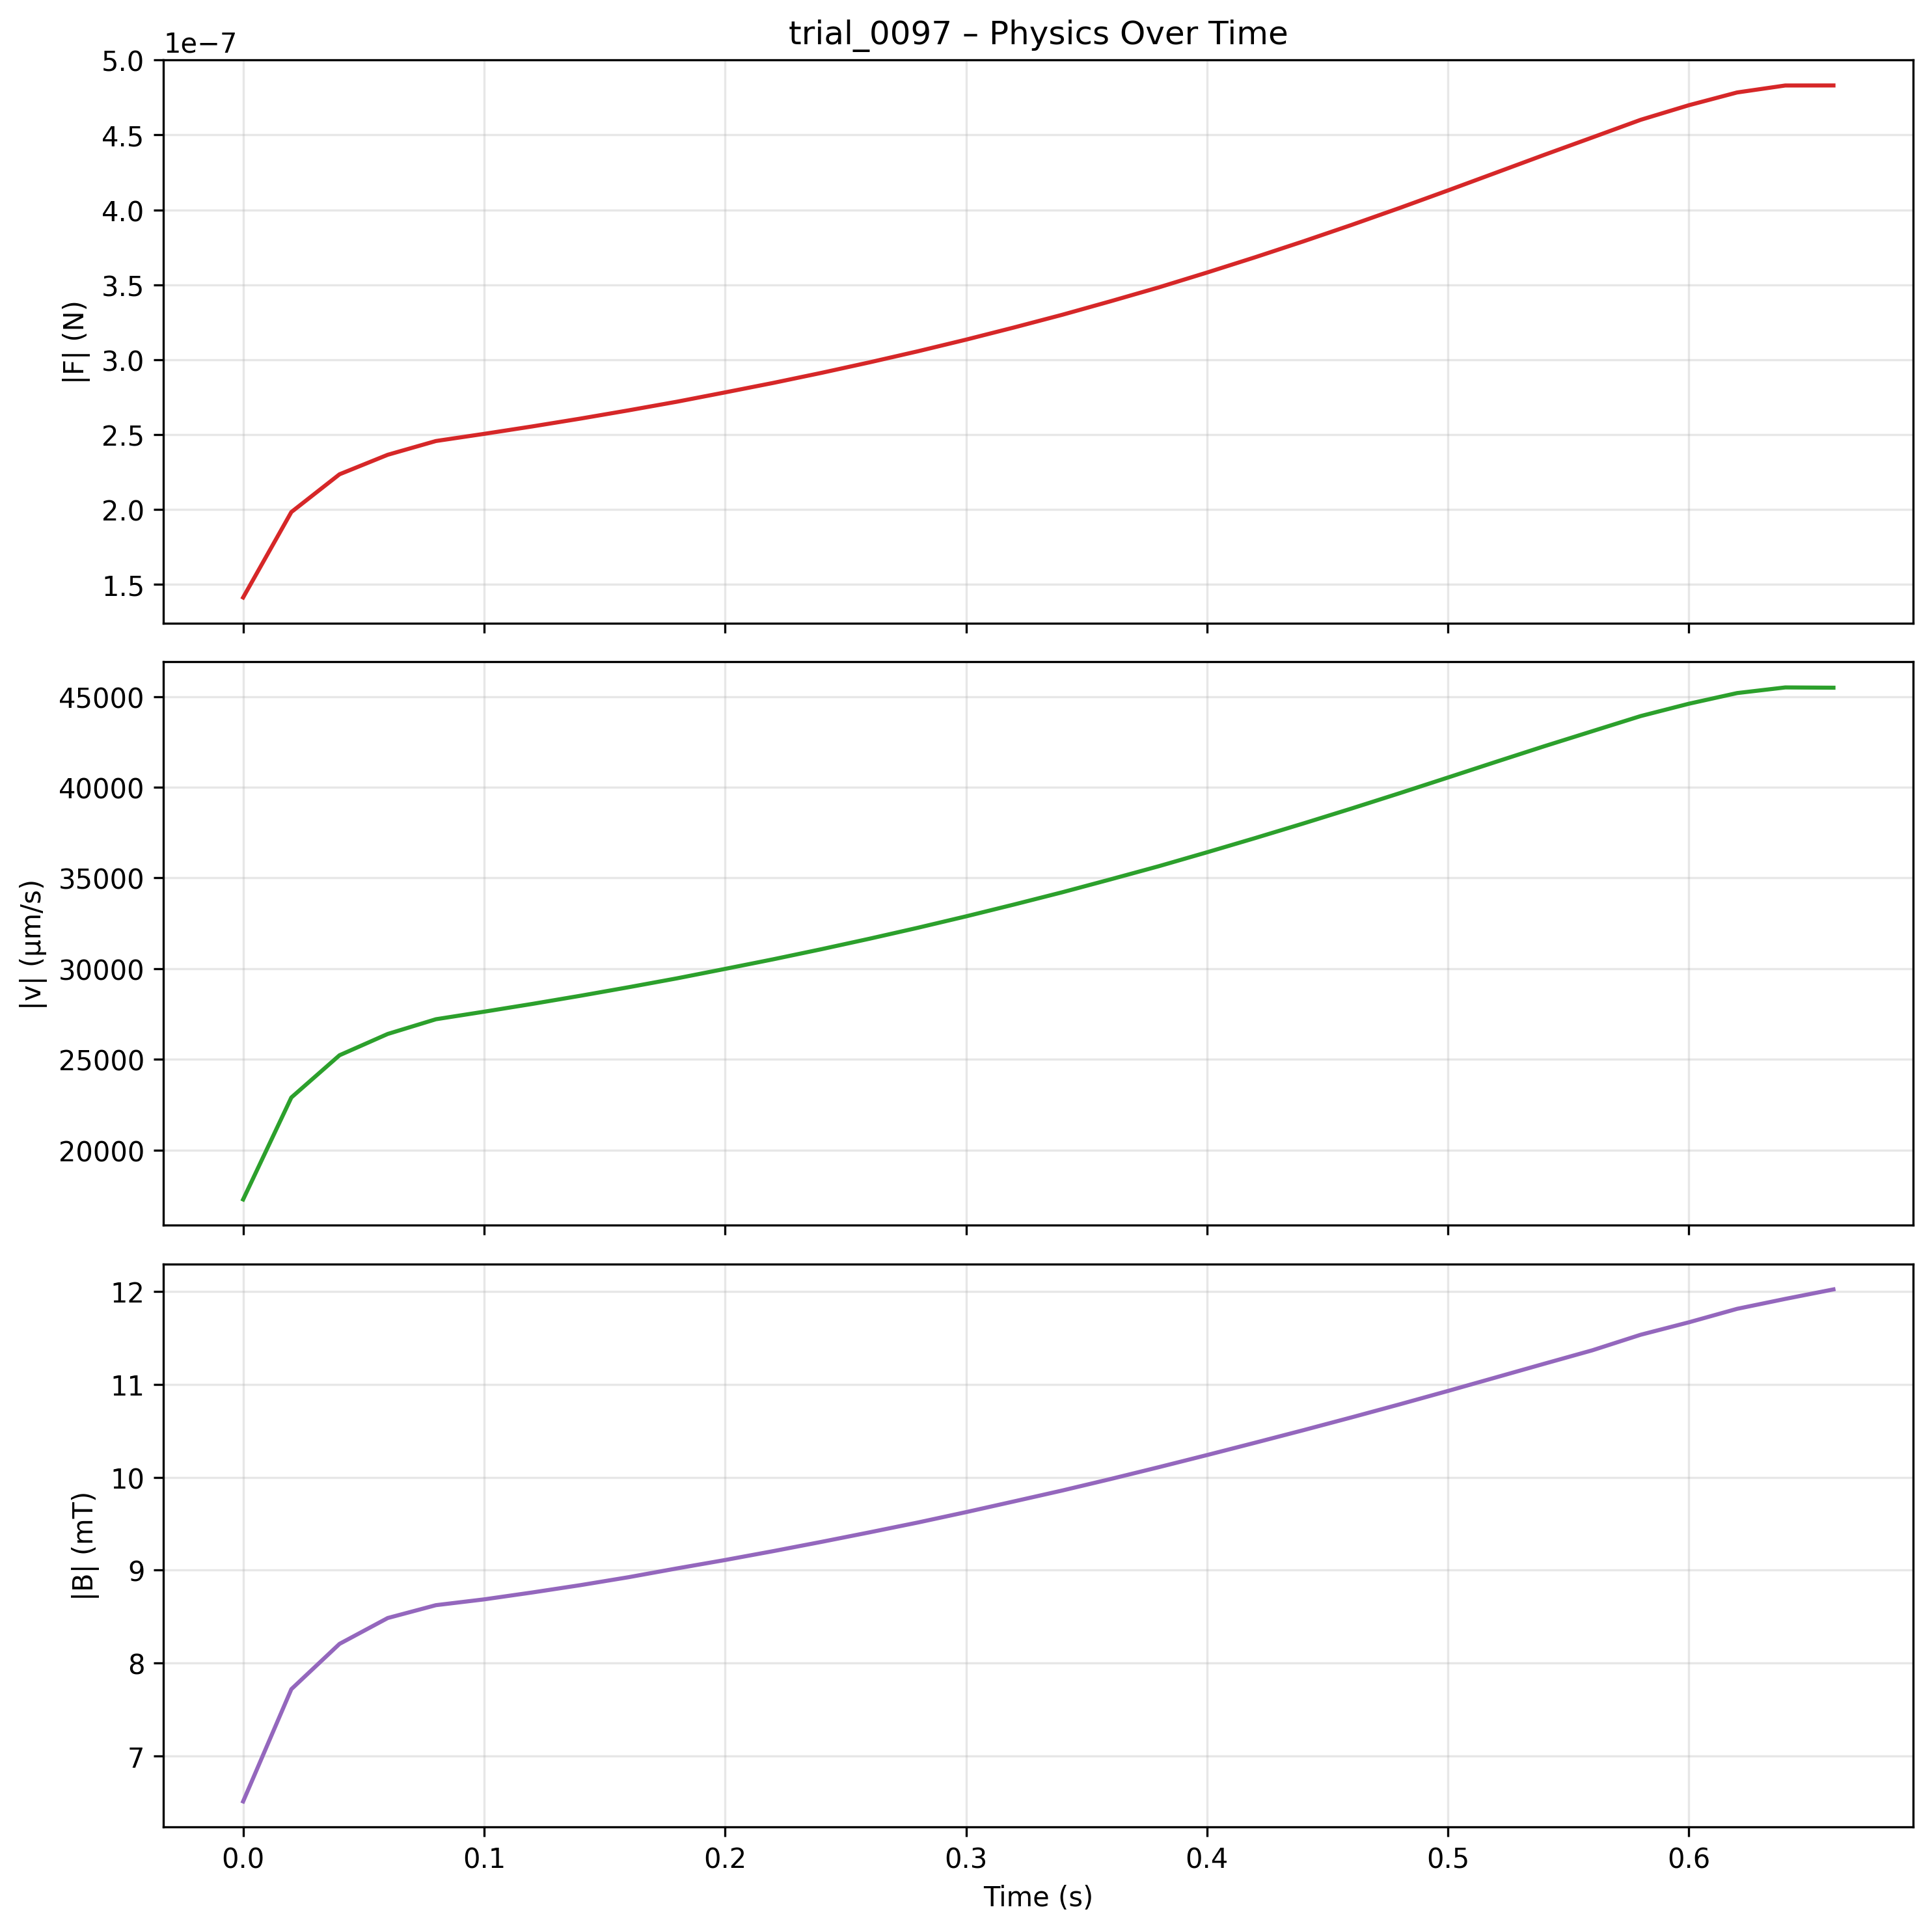 trial_0097 – Physics Over Time
1e−7
5.0
4.5
4.0
3.5
3.0
2.5
2.0
1.5
|F| (N)
45000
40000
35000
30000
25000
20000
|v| (μm/s)
12
11
10
9
8
7
|B| (mT)
0.0 0.1 0.2 0.3 0.4 0.5 0.6
Time (s)